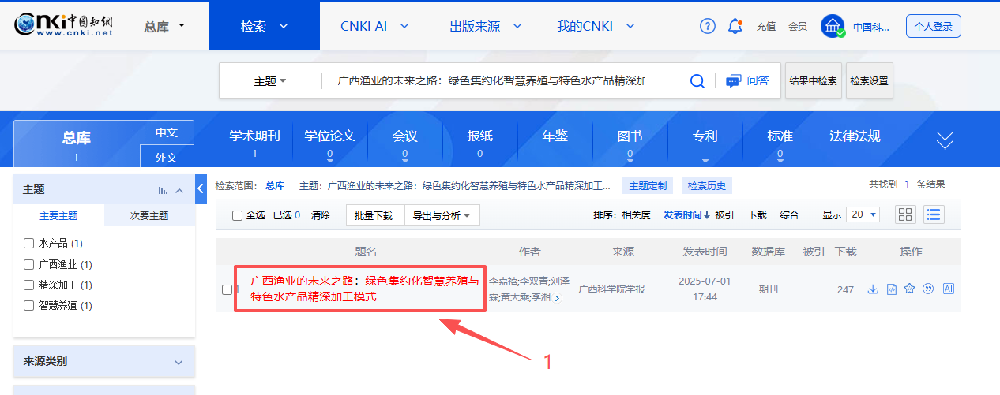 cnki中国知网
www.cnki.net
总库
检索
CNKI AI
出版来源
我的CNKI
充值
会员
中国科...
个人登录
主题
广西渔业的未来之路：绿色集约化智慧养殖与特色水产品精深加
问答
结果中检索
检索设置
总库
1
中文
外文
学术期刊
1
学位论文
0
会议
0
报纸
0
年鉴
图书
0
专利
标准
0
法律法规
主题
主要主题
次要主题
水产品 (1)
广西渔业 (1)
精深加工 (1)
智慧养殖 (1)
来源类别
检索范围： 总库 主题：广西渔业的未来之路：绿色集约化智慧养殖与特色水产品精深加工... 主题定制 检索历史 共找到 1 条结果
全选 已选 0 清除 批量下载 导出与分析 排序： 相关度 发表时间↓ 被引 下载 综合 显示 20
题名 作者 来源 发表时间 数据库 被引 下载 操作
广西渔业的未来之路：绿色集约化智慧养殖与
特色水产品精深加工模式
李嘉禧;李双青;刘泽
霖;黄大乘;李湘
广西科学院学报
2025-07-01
17:44
期刊
247
AI
1